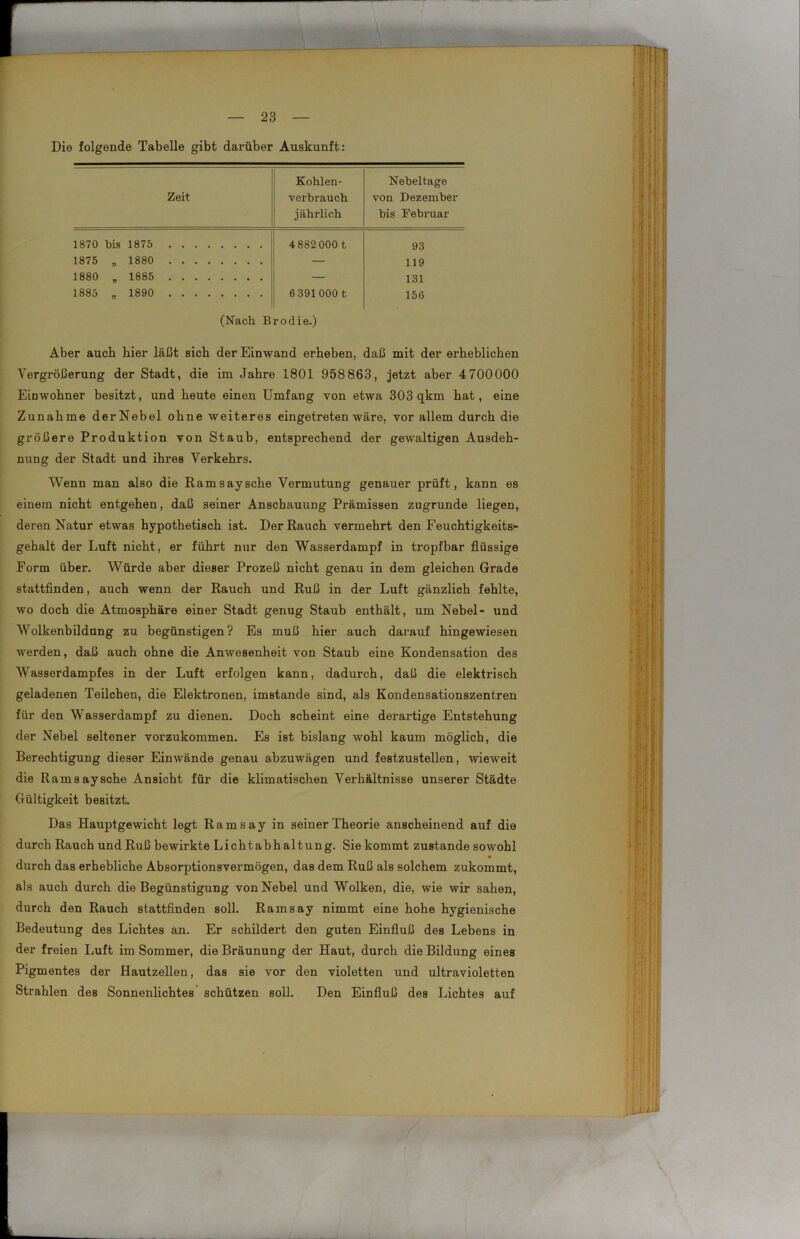 — 23 —
Die folgende Tabelle gibt darüber Auskunft:
Zeit
Kohlen-
verbrauch
jährlich
Nebeltage
von Dezember
bis Februar
1870 bis 1875 . . . . . . . . 4 882 000 t 93
1875 „ 1880 . . . . . . . . — 119
1880 „ 1885 . . . . . . . . — 131
1885 „ 1890 . . . . . . . . 6 391 000 t 156
(Nach Brodie.)
Aber auch hier läßt sich der Einwand erheben, daß mit der erheblichen
Vergrößerung der Stadt, die im Jahre 1801 958 863, jetzt aber 4 700 000
Einwohner besitzt, und heute einen Umfang von etwa 303 qkm hat, eine
Zunahme der Nebel ohne weiteres eingetreten wäre, vor allem durch die
größere Produktion von Staub, entsprechend der gewaltigen Ausdeh-
nung der Stadt und ihres Verkehrs.
Wenn man also die Ramsaysche Vermutung genauer prüft, kann es
einem nicht entgehen, daß seiner Anschauung Prämissen zugrunde liegen,
deren Natur etwas hypothetisch ist. Der Rauch vermehrt den Feuchtigkeits-
gehalt der Luft nicht, er führt nur den Wasserdampf in tropfbar flüssige
Form über. Würde aber dieser Prozeß nicht genau in dem gleichen Grade
stattfinden, auch wenn der Rauch und Ruß in der Luft gänzlich fehlte,
wo doch die Atmosphäre einer Stadt genug Staub enthält, um Nebel- und
Wolkenbildung zu begünstigen? Es muß hier auch darauf hingewiesen
werden, daß auch ohne die Anwesenheit von Staub eine Kondensation des
Wasserdampfes in der Luft erfolgen kann, dadurch, daß die elektrisch
geladenen Teilchen, die Elektronen, imstande sind, als Kondensationszentren
für den Wasserdampf zu dienen. Doch scheint eine derartige Entstehung
der Nebel seltener vorzukommen. Es ist bislang wohl kaum möglich, die
Berechtigung dieser Einwände genau abzuwägen und festzustellen, wieweit
die Ramsaysche Ansicht für die klimatischen Verhältnisse unserer Städte
Gültigkeit besitzt.
Das Hauptgewicht legt Ramsay in seiner Theorie anscheinend auf die
durch Rauch und Ruß bewirkte Lichtabhaltung. Sie kommt zustande sowohl
durch das erhebliche Absorptionsvermögen, das dem Ruß als solchem zukommt,
als auch durch die Begünstigung von Nebel und Wolken, die, wie wir sahen,
durch den Rauch stattfinden soll. Ramsay nimmt eine hohe hygienische
Bedeutung des Lichtes an. Er schildert den guten Einfluß des Lebens in
der freien Luft im Sommer, die Bräunung der Haut, durch die Bildung eines
Pigmentes der Hautzellen, das sie vor den violetten und ultravioletten
Strahlen des Sonnenlichtes schützen soll. Den Einfluß des Lichtes auf